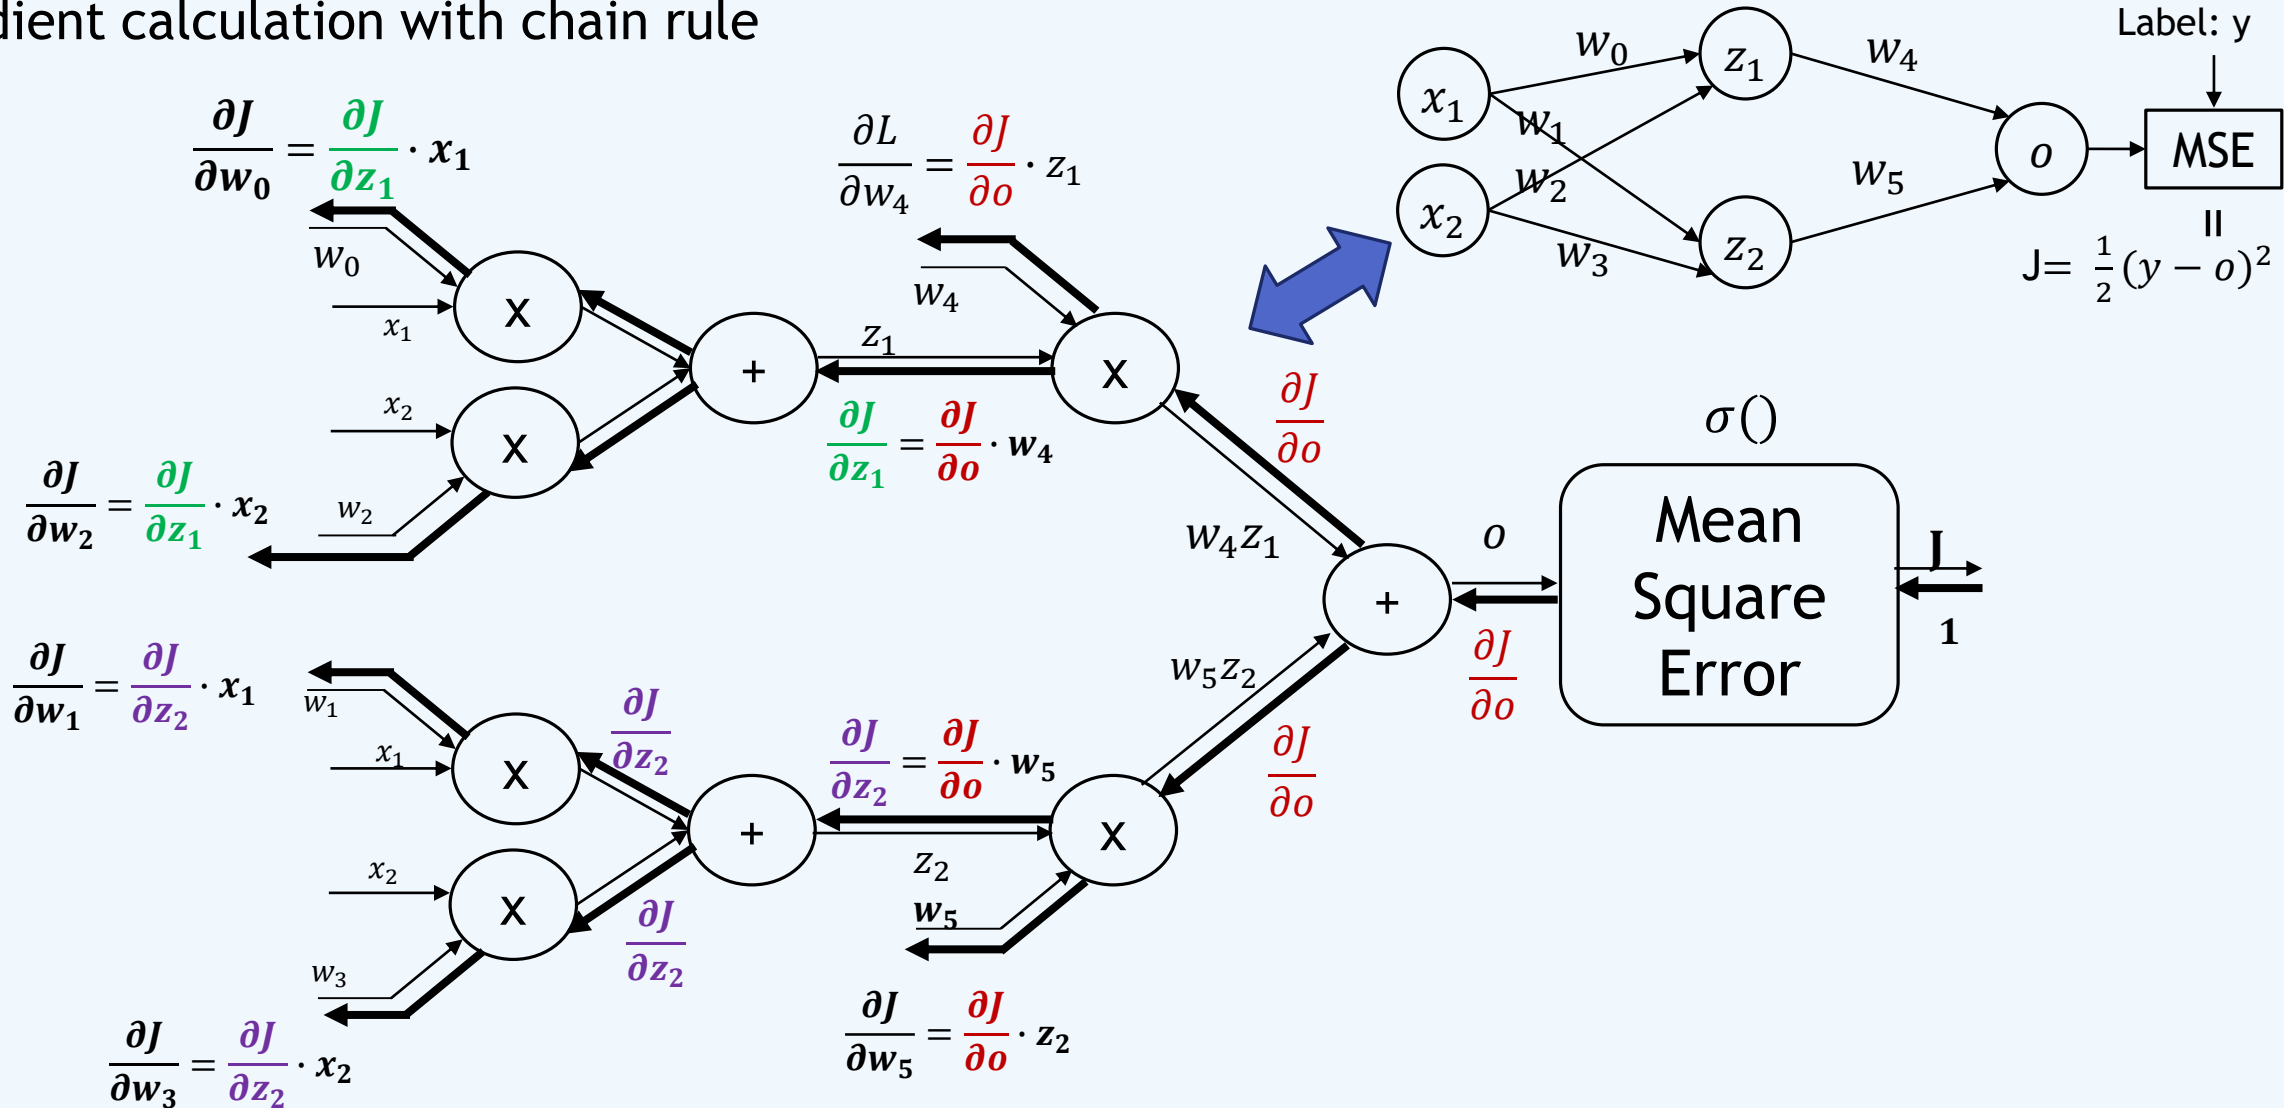 dient calculation with chain rule
∂J/∂w₀ = ∂J/∂z₁ · x₁
w₀
x₁
x
x₂
x
w₂
∂J/∂w₂ = ∂J/∂z₁ · x₂
+
z₁
∂J/∂z₁ = ∂J/∂o · w₄
∂L/∂w₄ = ∂J/∂o · z₁
w₄
x
∂J/∂o
w₄z₁
x₁
x₂
w₀
w₁
w₂
w₃
z₁
z₂
w₄
w₅
o
Label: y
MSE
=
J= 1/2 (y − o)²
σ()
Mean
Square
Error
o
∂J/∂o
J
1
+
w₅z₂
∂J/∂o
∂J/∂w₁ = ∂J/∂z₂ · x₁
w₁
x₁
x
∂J/∂z₂
x₂
x
w₃
∂J/∂z₂
∂J/∂w₃ = ∂J/∂z₂ · x₂
+
∂J/∂z₂ = ∂J/∂o · w₅
z₂
w₅
x
∂J/∂w₅ = ∂J/∂o · z₂